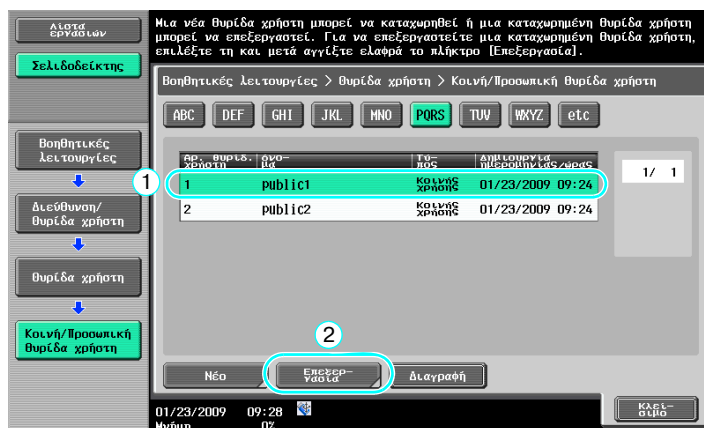 Λίστα
εργασιών
Σελιδοδείκτης
Μια νέα θυρίδα χρήστη μπορεί να καταχωρηθεί ή μια καταχωρημένη θυρίδα χρήστη
μπορεί να επεξεργαστεί. Για να επεξεργαστείτε μια καταχωρημένη θυρίδα χρήστη,
επιλέξτε τη και μετά αγγίξτε ελαφρά το πλήκτρο [Επεξεργασία].
Βοηθητικές λειτουργίες > Θυρίδα χρήστη > Κοινή/Προσωπική θυρίδα χρήστη
ABC DEF GHI JKL MNO PQRS TUV WXYZ etc
Βοηθητικές
λειτουργίες
Διεύθυνση/
θυρίδα χρήστη
Θυρίδα χρήστη
Κοινή/Προσωπική
θυρίδα χρήστη
Αρ. θυρίδ.
χρήστη
Όνο-
μα
Τύ-
πος
Δημιουργία
ημερομηνίας/ώρας
1/ 1
1
1 public1 Κοινής
χρήσης 01/23/2009 09:24
2 public2 Κοινής
χρήσης 01/23/2009 09:24
2
Νέο
Επεξερ-
γασία
Διαγραφή
01/23/2009 09:28
Μνήμη 0%
Κλεί-
σιμο